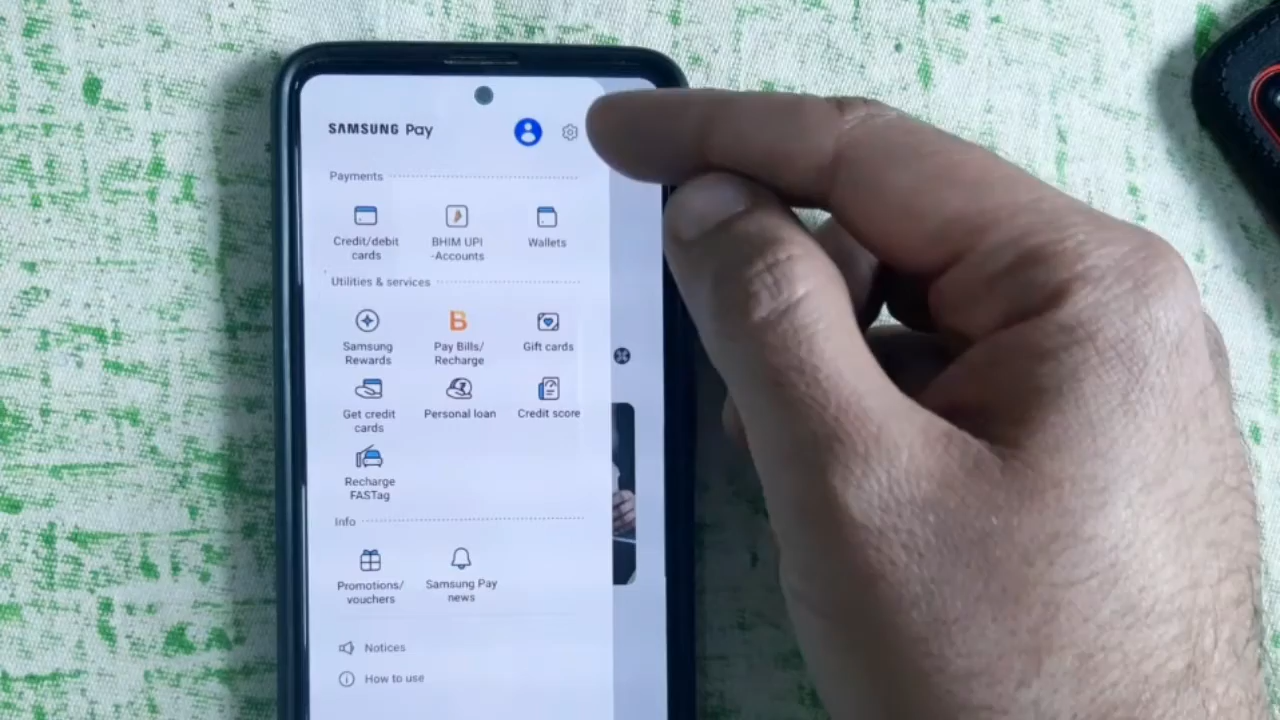 SAMSUNG Pay
Payments
Credit/debit
cards
BHIM UPI
-Accounts
Wallets
Utilities & services
Samsung
Rewards
B
Pay Bills/
Recharge
Gift cards
Get credit
cards
Personal loan
Credit score
Recharge
FASTag
Info
Promotions/
vouchers
Samsung Pay
news
Notices
How to use